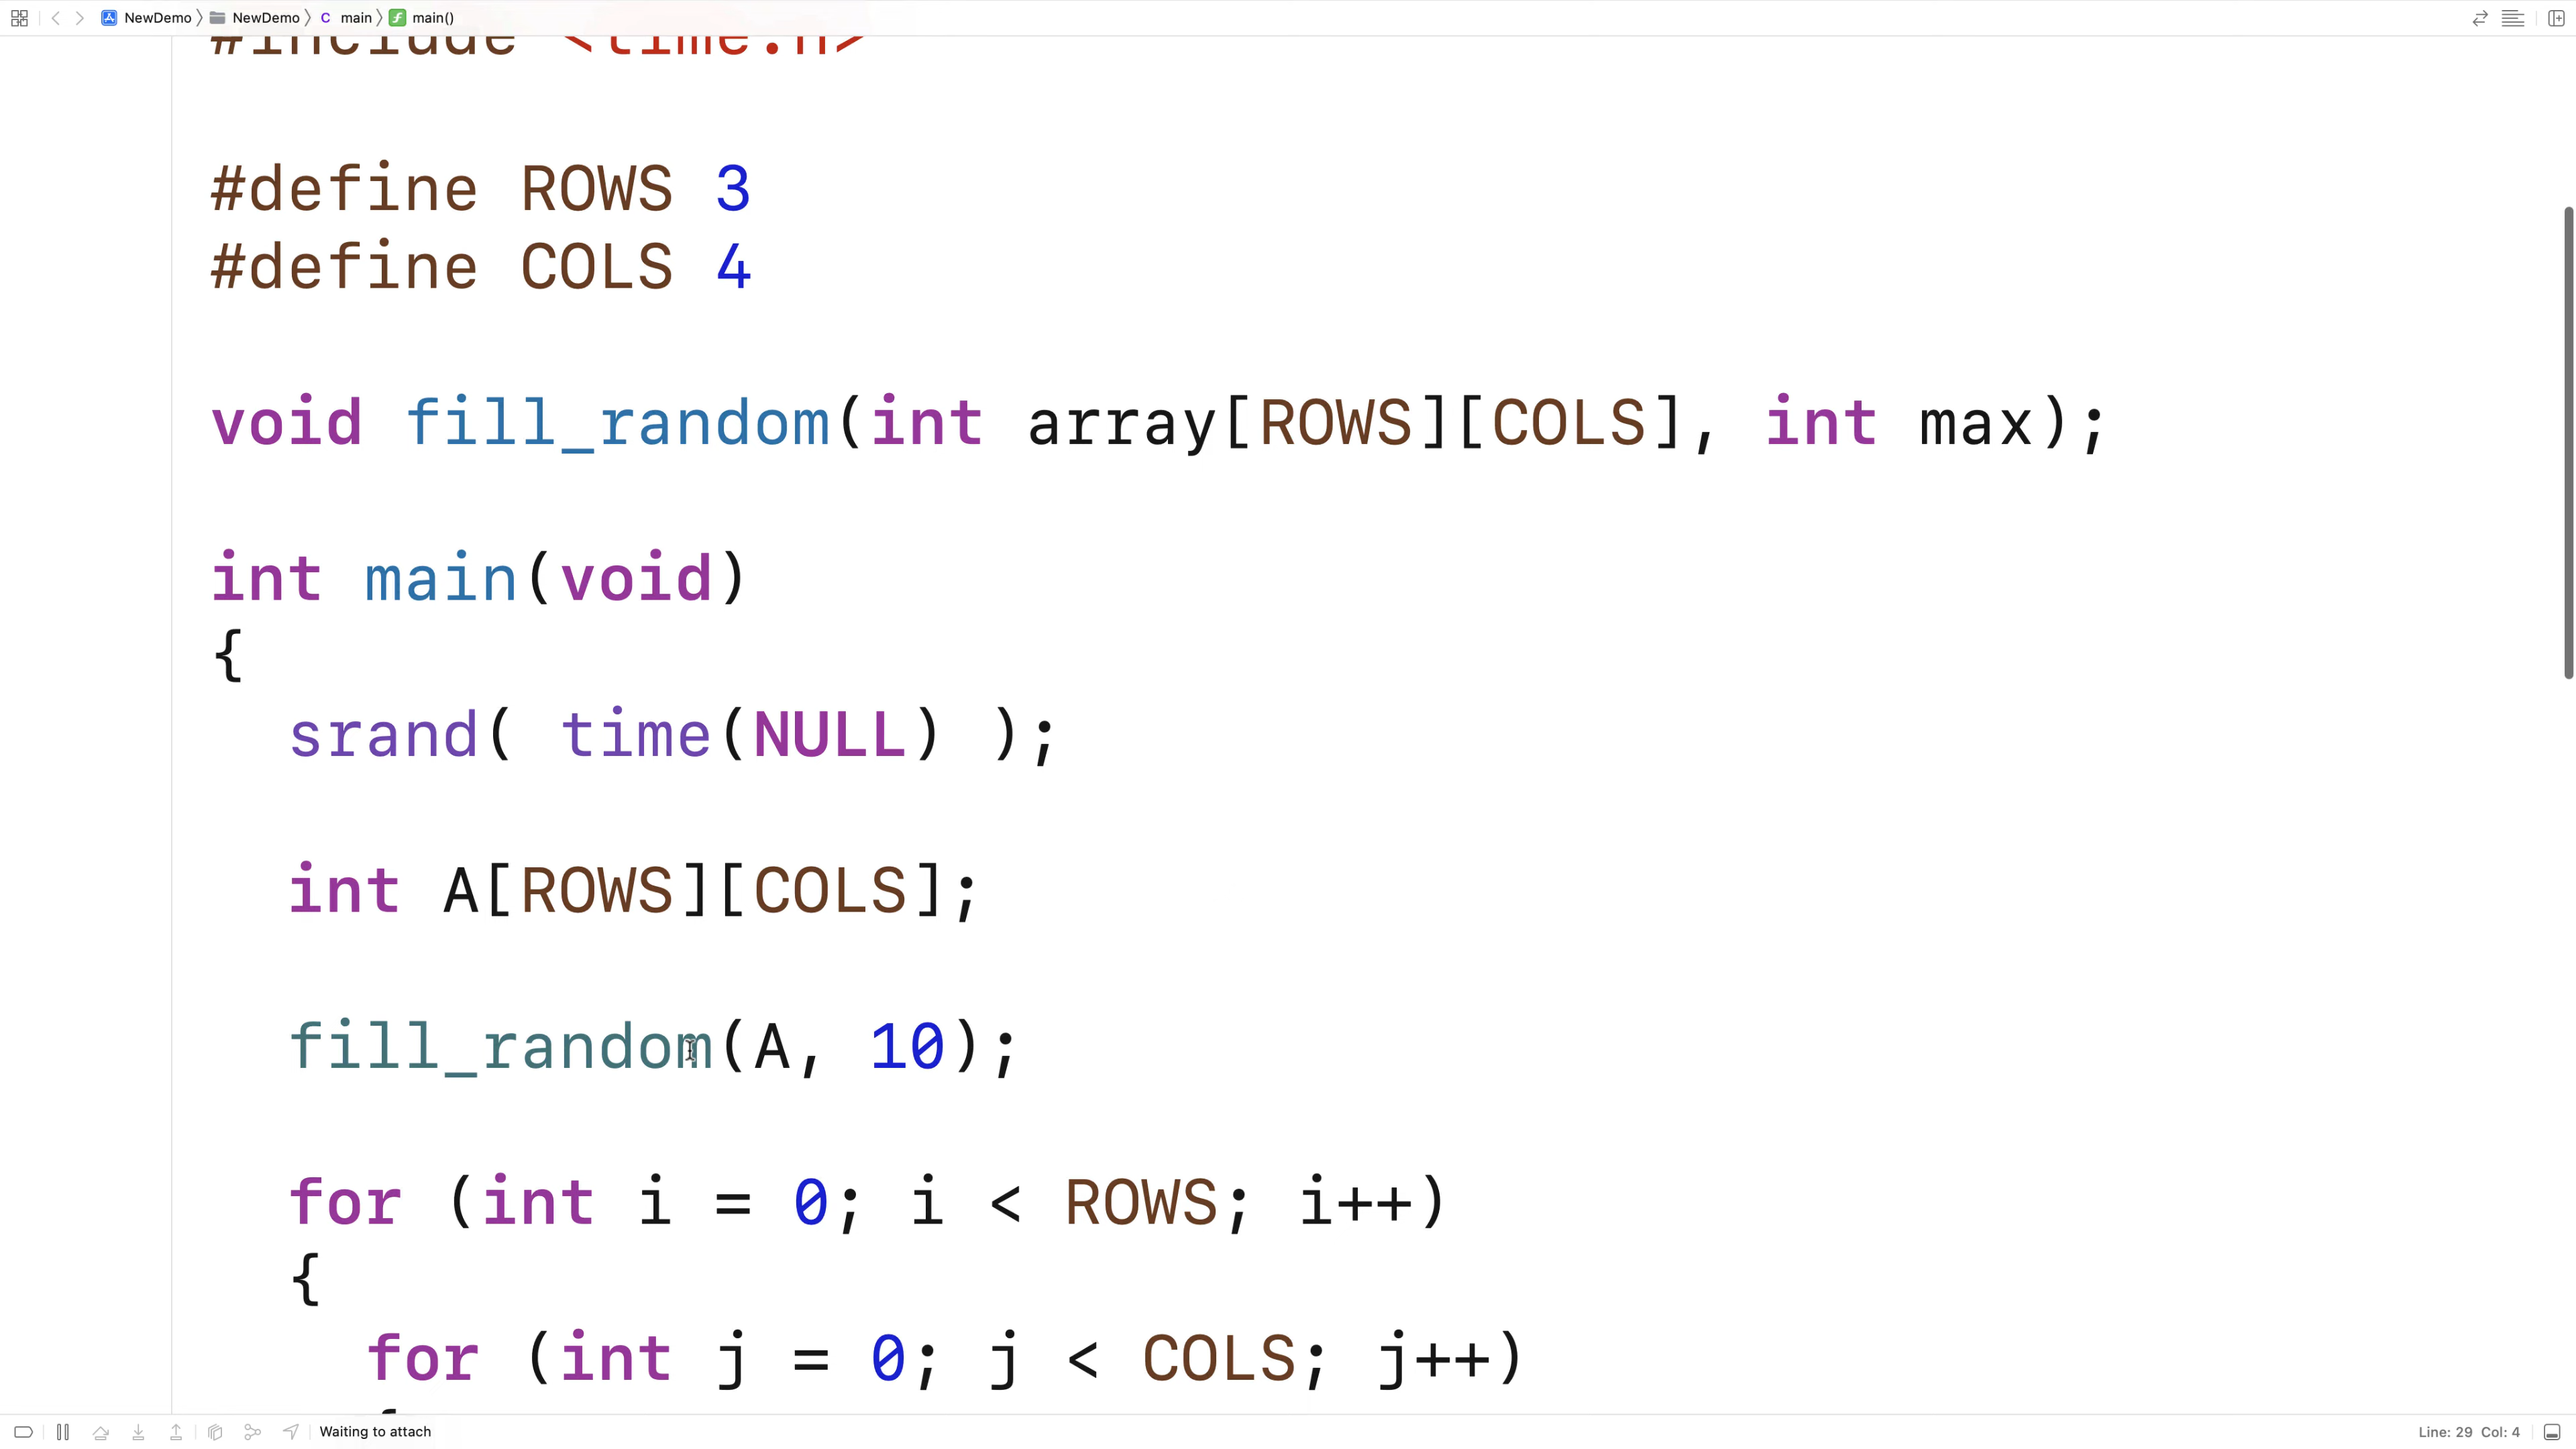 NewDemo NewDemo C main f main()
#include <time.h>
#define ROWS 3
#define COLS 4
void fill_random(int array[ROWS][COLS], int max);
int main(void)
{
srand( time(NULL) );
int A[ROWS][COLS];
fill_random(A, 10);
for (int i = 0; i < ROWS; i++)
{
for (int j = 0; j < COLS; j++)
Waiting to attach Line: 29 Col: 4